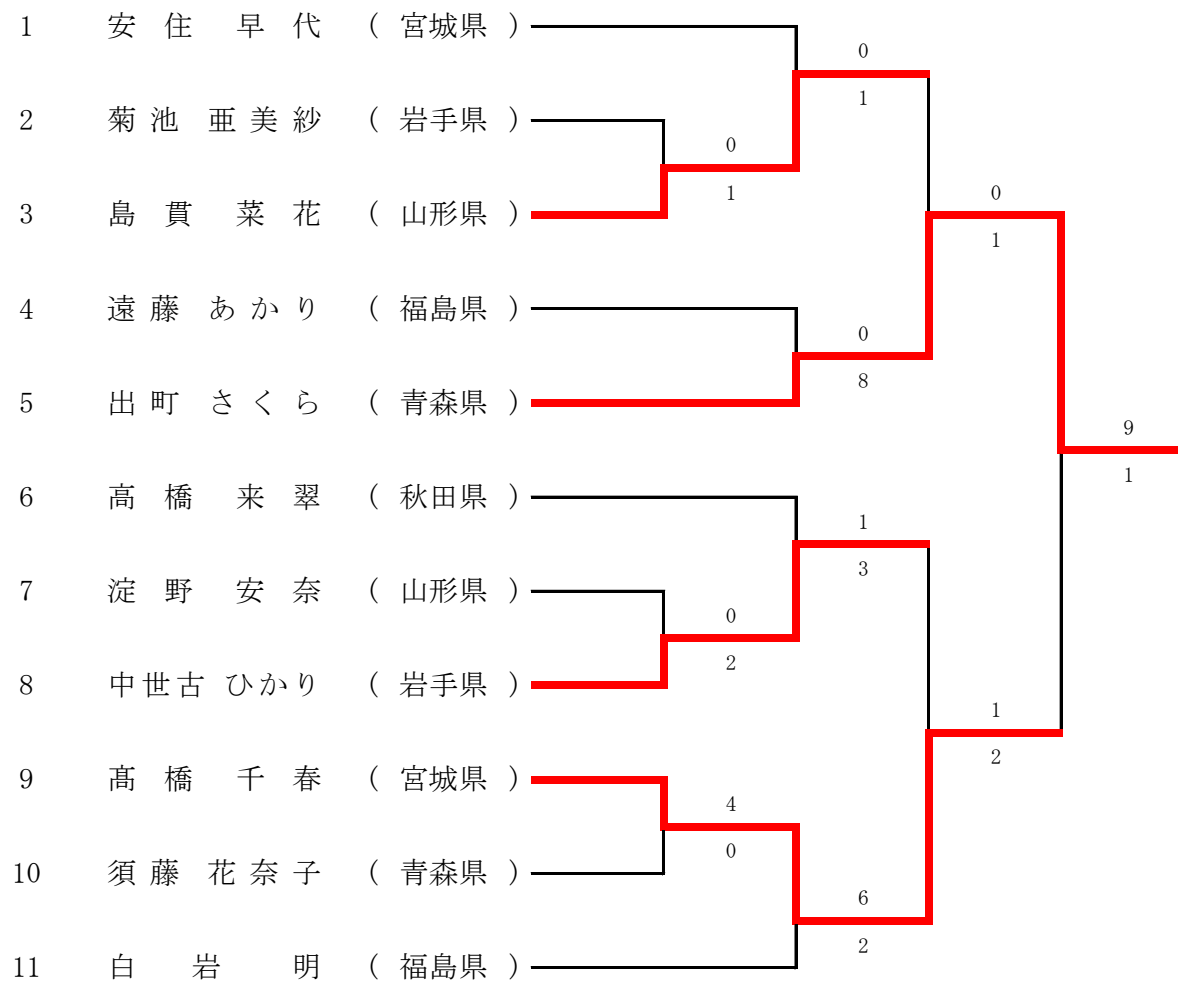 1 安住 早代 ( 宮城県 )
0
1
2 菊池 亜美紗 ( 岩手県 )
0
1
3 島貫 菜花 ( 山形県 )
0
1
4 遠藤 あかり ( 福島県 )
0
8
5 出町 さくら ( 青森県 )
9
1
6 高橋 来翠 ( 秋田県 )
1
3
7 淀野 安奈 ( 山形県 )
0
2
8 中世古 ひかり ( 岩手県 )
1
2
9 髙橋 千春 ( 宮城県 )
4
0
10 須藤 花奈子 ( 青森県 )
6
2
11 白岩 明 ( 福島県 )